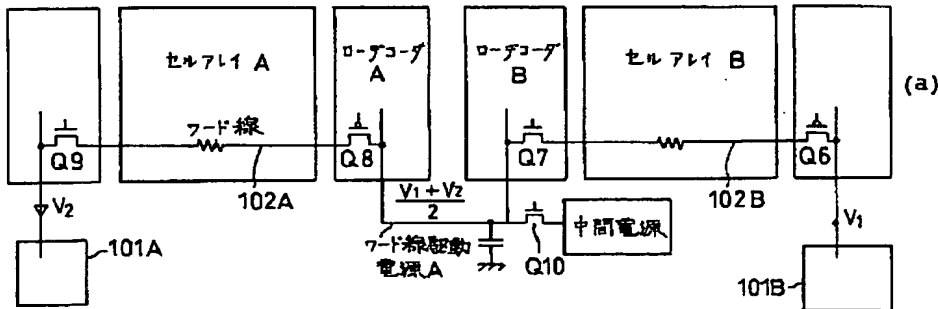 セルアレイ A
ローデコーダ
A
ローデコーダ
B
セルアレイ B
(a)
ワード線
Q9
Q8
Q7
Q6
102A
102B
V2
V1+V2
2
V1
ワード線駆動
電源A
Q10
中間電源
101A
101B